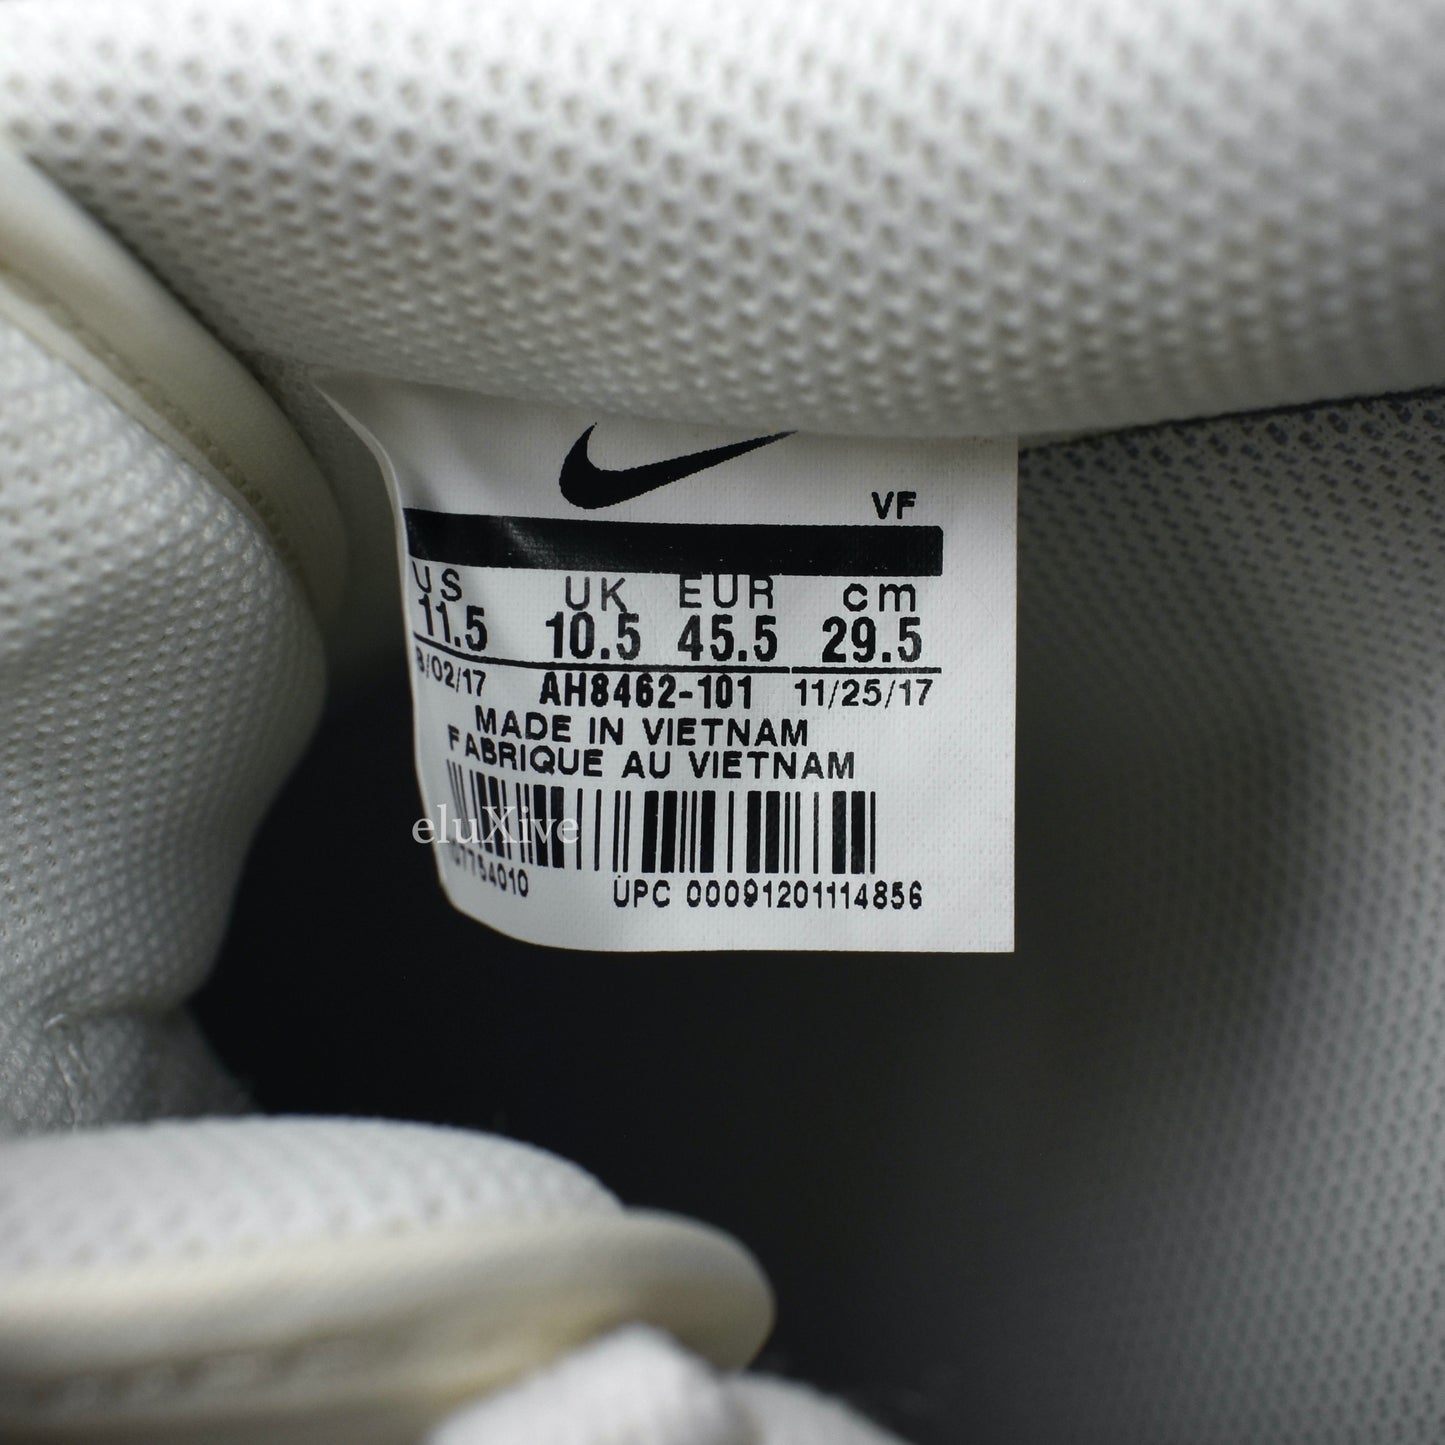 VF
US UK EUR cm
11.5 10.5 45.5 29.5
/02/17 AH8462-101 11/25/17
MADE IN VIETNAM
FABRIQUE AU VIETNAM
eluXive
7754010 UPC 00091201114856